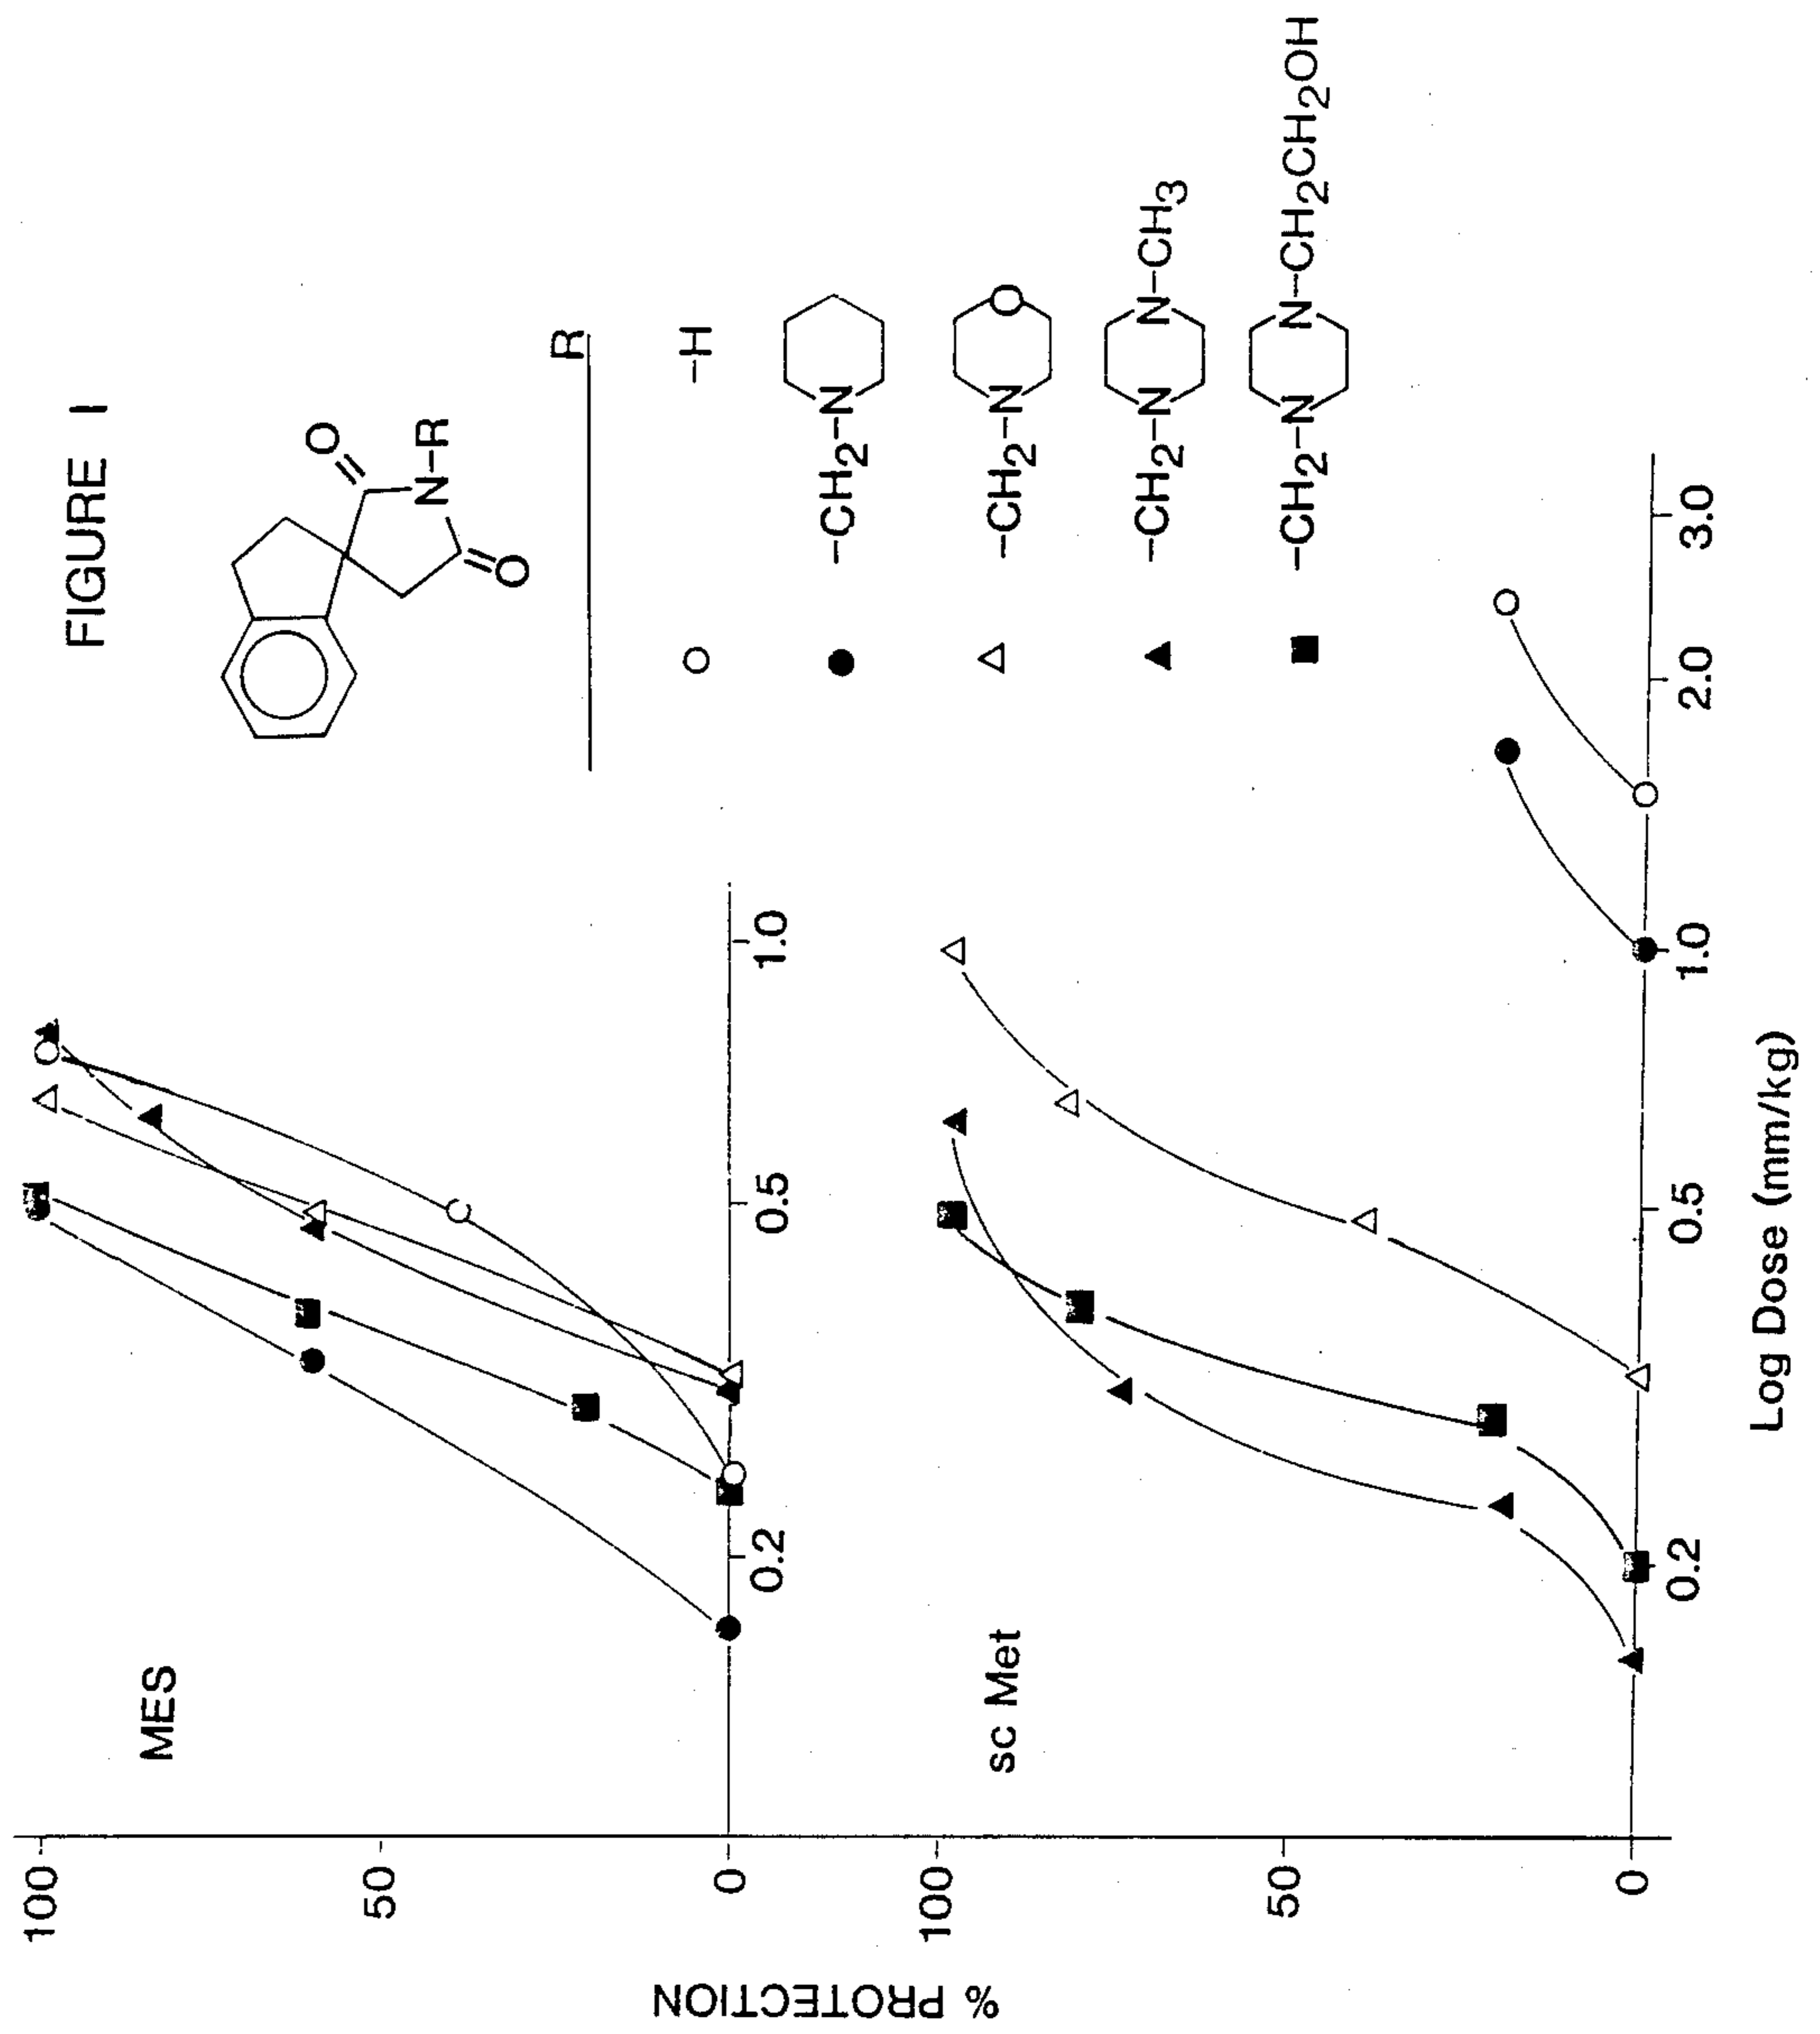 FIGURE I
O
N-R
O
R
-H
-CH2-N
-CH2-N O
-CH2-N N-CH3
-CH2-N N-CH2CH2OH
MES
100
50
0
0.2
0.5
1.0
% PROTECTION
sc Met
100
50
0
0.2
0.5
1.0
2.0
3.0
Log Dose (mm/kg)